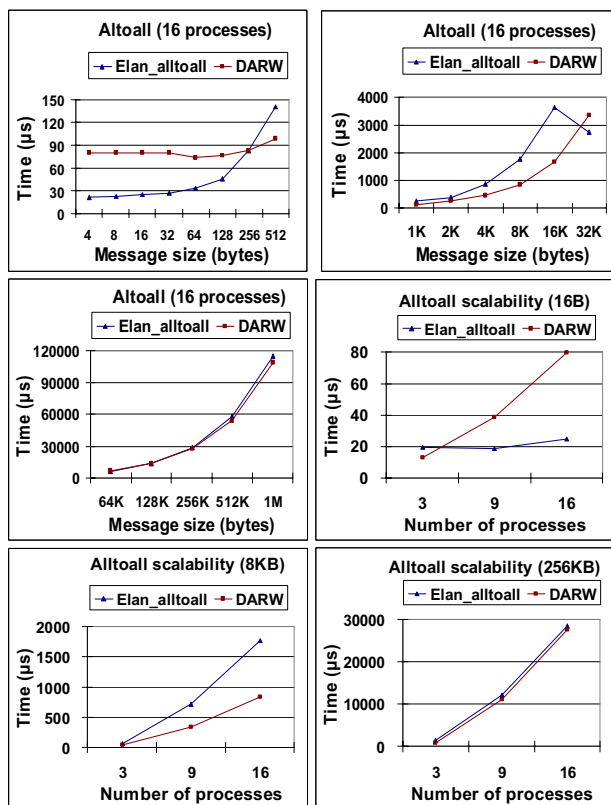 Altoall (16 processes)
Elan_alltoall DARW
Time (µs)
150
120
90
60
30
0
4 8 16 32 64 128 256 512
Message size (bytes)
Altoall (16 processes)
Elan_alltoall DARW
Time (µs)
4000
3000
2000
1000
0
1K 2K 4K 8K 16K 32K
Message size (bytes)
Altoall (16 processes)
Elan_alltoall DARW
Time (µs)
120000
90000
60000
30000
0
64K 128K 256K 512K 1M
Message size (bytes)
Alltoall scalability (16B)
Elan_alltoall DARW
Time (µs)
80
60
40
20
0
3 9 16
Number of processes
Alltoall scalability (8KB)
Elan_alltoall DARW
Time (µs)
2000
1500
1000
500
0
3 9 16
Number of processes
Alltoall scalability (256KB)
Elan_alltoall DARW
Time (µs)
30000
20000
10000
0
3 9 16
Number of processes